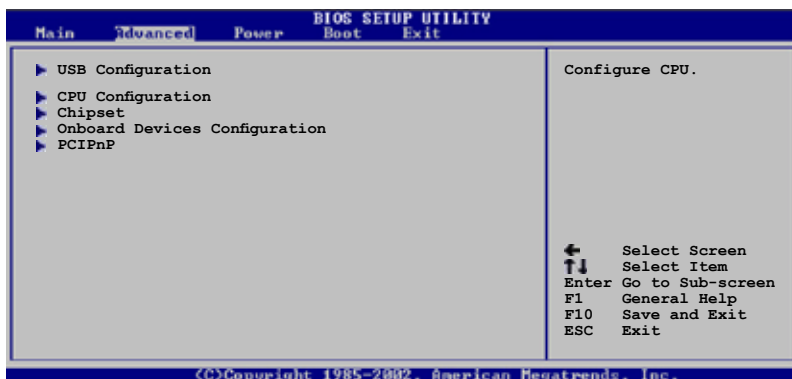 BIOS SETUP UTILITY
Main Advanced Power Boot Exit
USB Configuration
CPU Configuration
Chipset
Onboard Devices Configuration
PCIPnP
Configure CPU.
Select Screen
Select Item
Enter Go to Sub-screen
F1 General Help
F10 Save and Exit
ESC Exit
(C)Copyright 1985-2002, American Megatrends, Inc.